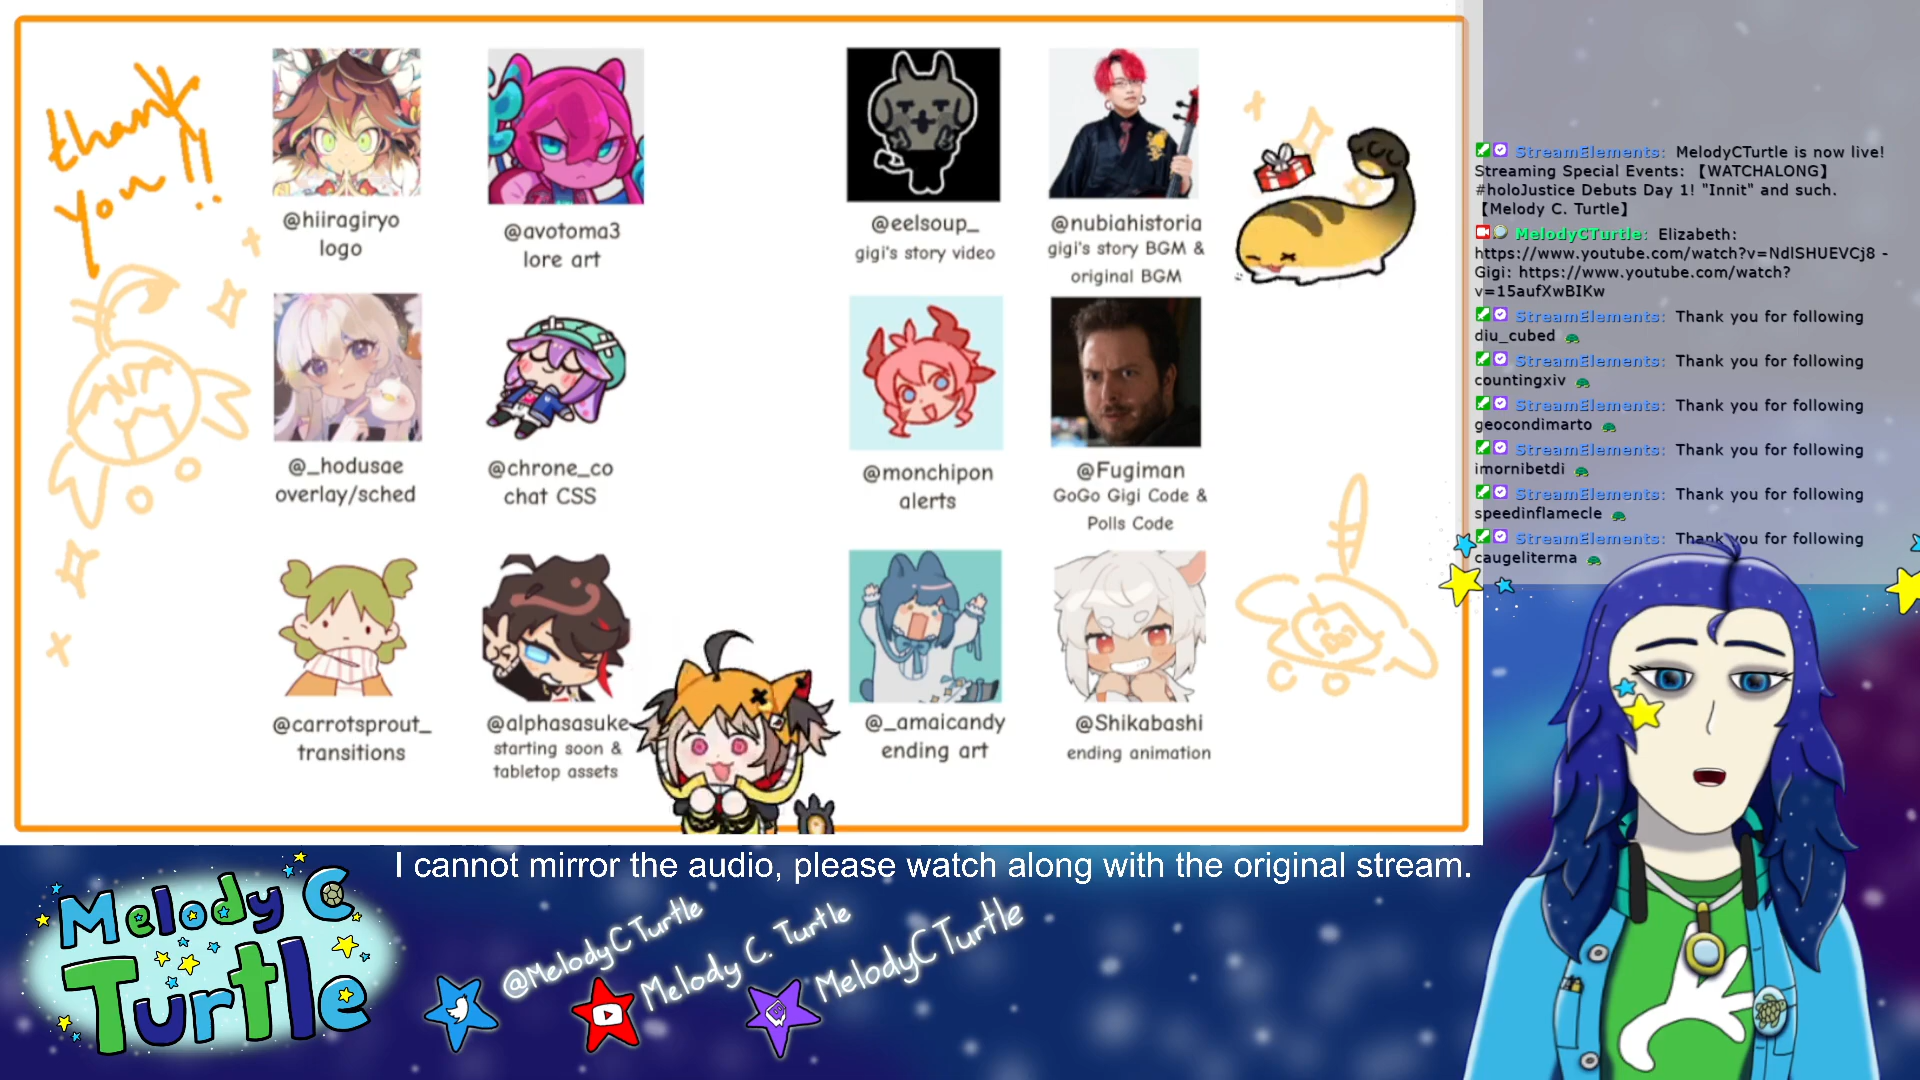 thank
you!!
@hiiragiryo
logo
@avotoma3
lore art
@eelsoup_
gigi's story video
@nubiahistoria
gigi's story BGM &
original BGM
@_hodusae
overlay/sched
@chrone_co
chat CSS
@monchipon
alerts
@Fugiman
GoGo Gigi Code &
Polls Code
@carrotsprout_
transitions
@alphasasuke
starting soon &
tabletop assets
@_amaicandy
ending art
@Shikabashi
ending animation
StreamElements: MelodyCTurtle is now live!
Streaming Special Events: 【WATCHALONG】
#holoJustice Debuts Day 1! "Innit" and such.
【Melody C. Turtle】
MelodyCTurtle: Elizabeth:
https://www.youtube.com/watch?v=NdlSHUEVCj8 -
Gigi: https://www.youtube.com/watch?
v=15aufXwBIKw
StreamElements: Thank you for following
diu_cubed
StreamElements: Thank you for following
countingxiv
StreamElements: Thank you for following
geocondimarto
StreamElements: Thank you for following
imornibetdi
StreamElements: Thank you for following
speedinflamecle
StreamElements: Thank you for following
caugeliterma
I cannot mirror the audio, please watch along with the original stream.
Melody C
Turtle
@MelodyCTurtle
Melody C. Turtle
MelodyCTurtle